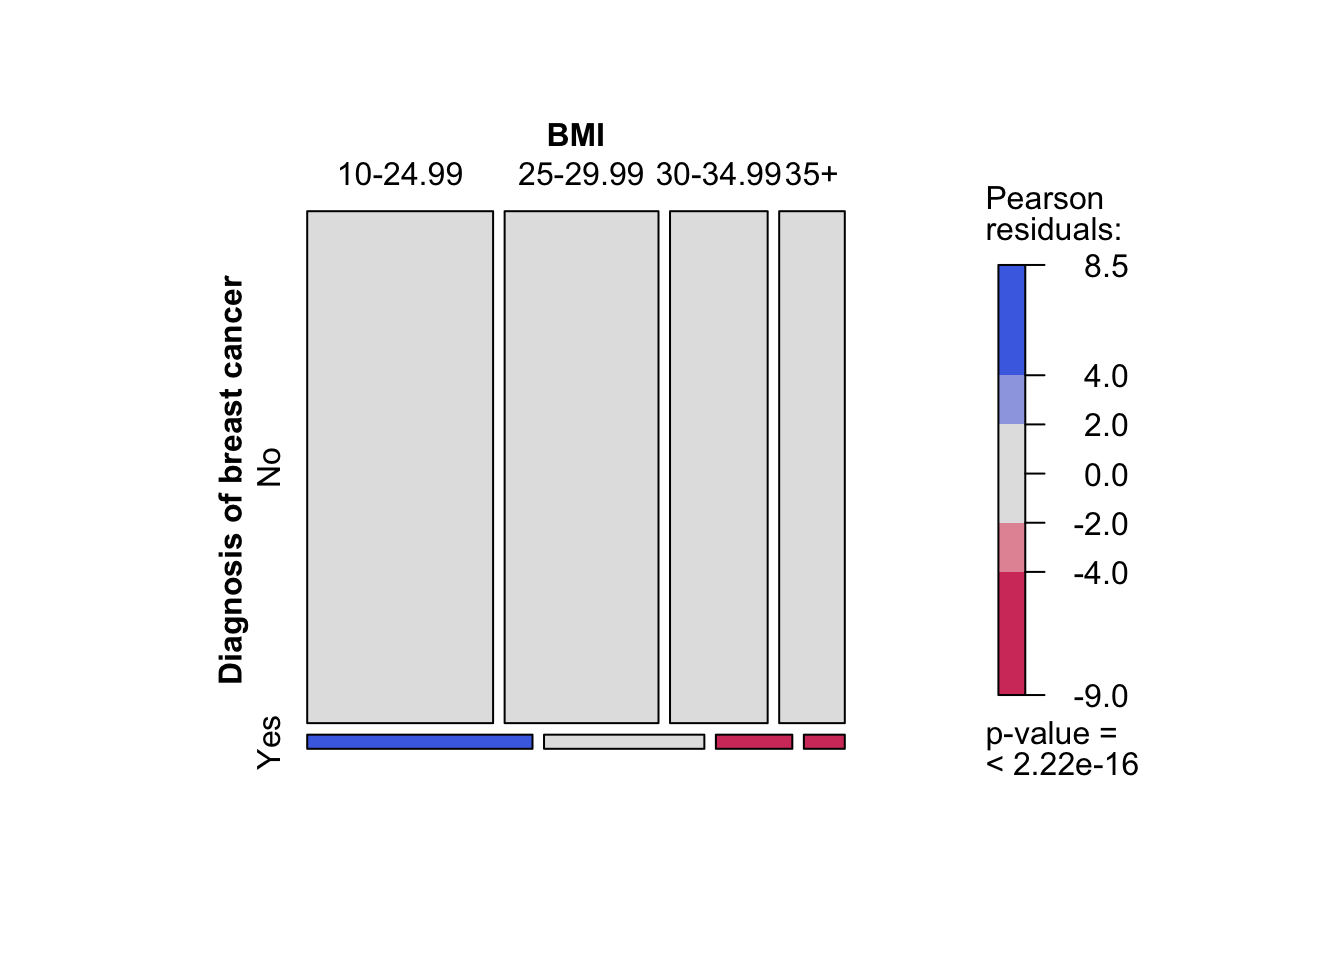 BMI
10-24.99 25-29.99 30-34.99 35+
Diagnosis of breast cancer
No
Yes
Pearson
residuals:
8.5
4.0
2.0
0.0
-2.0
-4.0
-9.0
p-value =
< 2.22e-16